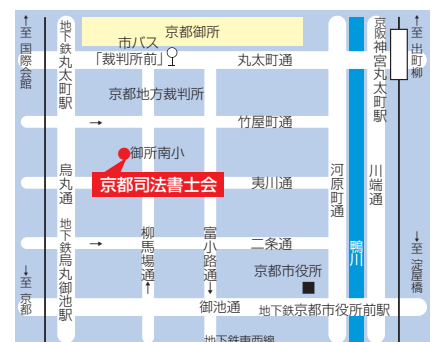 ↑至 国際会館
地下鉄丸太町駅
京都御所
市バス
「裁判所前」
丸太町通
京阪神宮丸太町駅
↑至 出町柳
京都地方裁判所
→
竹屋町通
御所南小
京都司法書士会
烏丸通
夷川通
河原町通
川端通
地下鉄烏丸御池駅
→
柳馬場通↑
富小路通↓
二条通
鴨川
京都市役所
↓至 京都
↓至 淀屋橋
御池通
地下鉄京都市役所前駅
地下鉄東西線